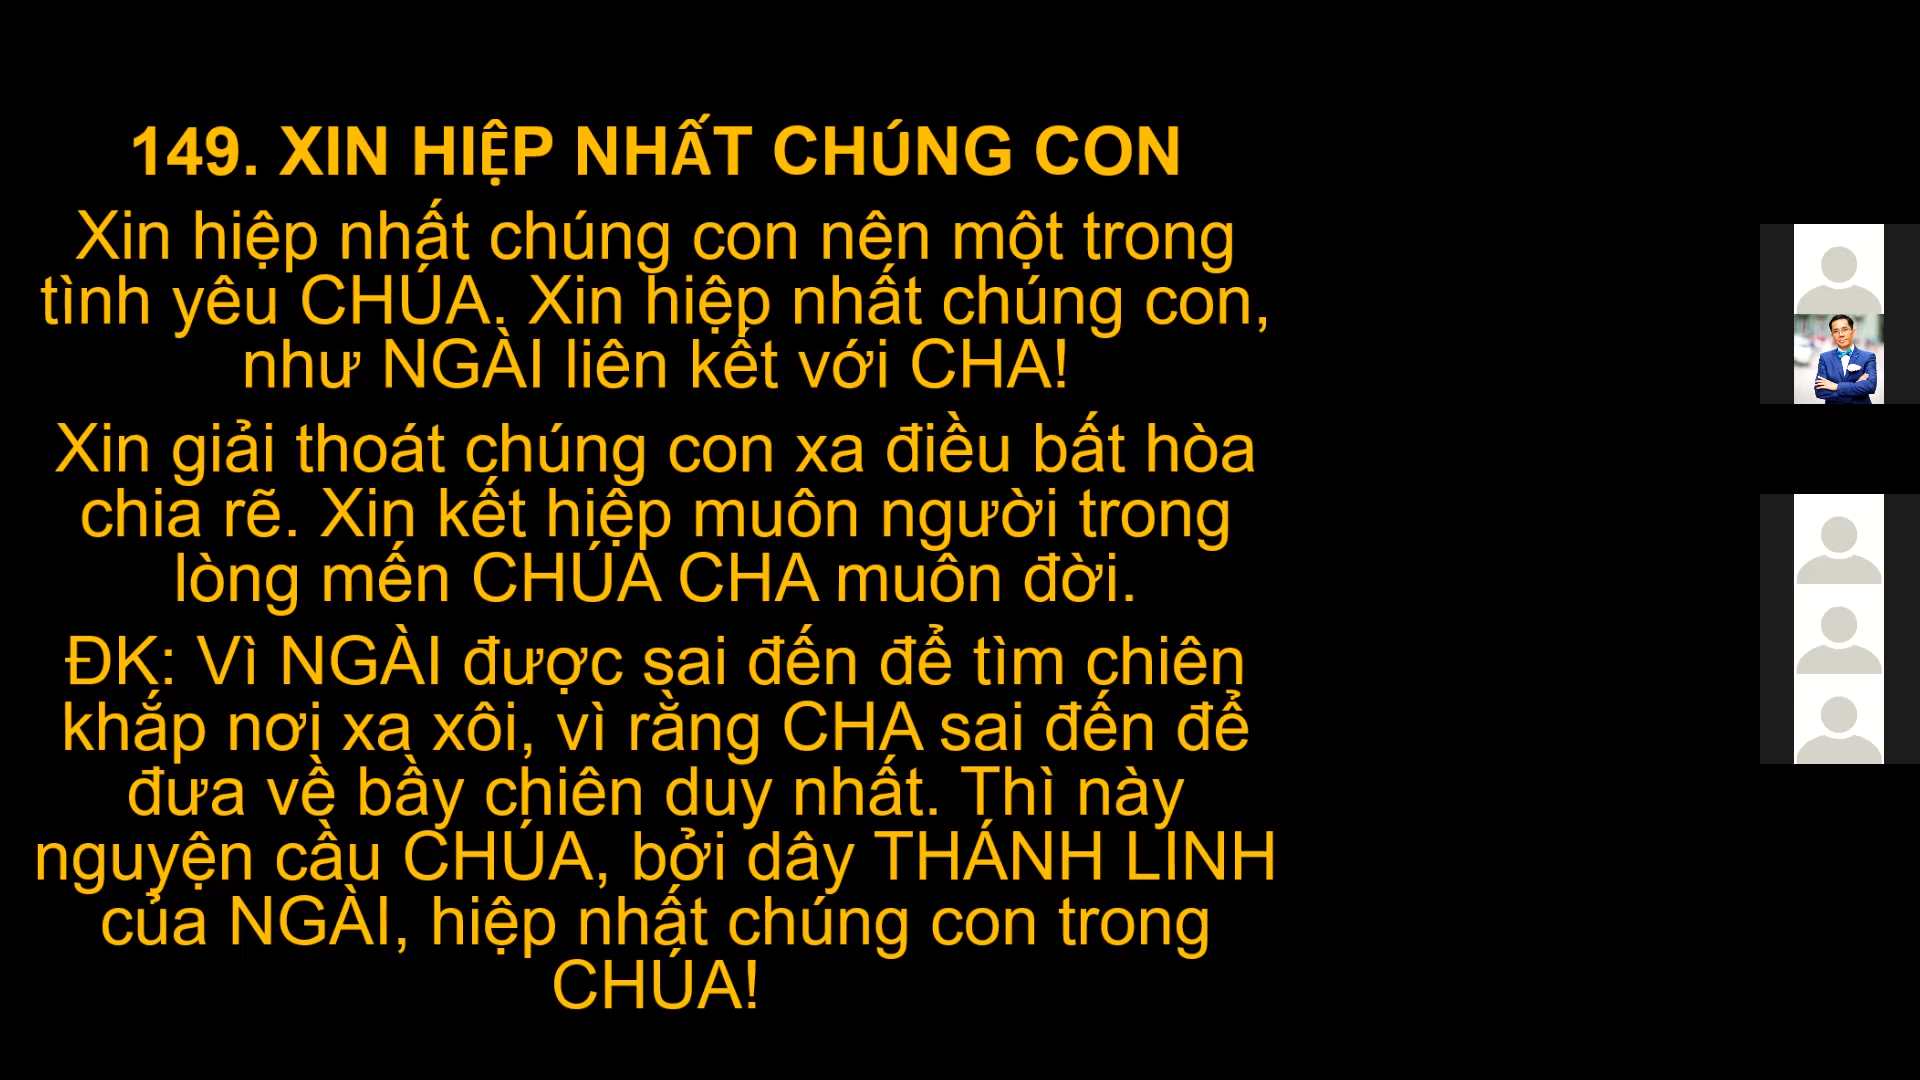 149. XIN HIỆP NHẤT CHÚNG CON
Xin hiệp nhất chúng con nên một trong
tình yêu CHÚA. Xin hiệp nhất chúng con,
như NGÀI liên kết với CHA!
Xin giải thoát chúng con xa điều bất hòa
chia rẽ. Xin kết hiệp muôn người trong
lòng mến CHÚA CHA muôn đời.
ĐK: Vì NGÀI được sai đến để tìm chiên
khắp nơi xa xôi, vì rằng CHA sai đến để
đưa về bầy chiên duy nhất. Thì này
nguyện cầu CHÚA, bởi dây THÁNH LINH
của NGÀI, hiệp nhất chúng con trong
CHÚA!